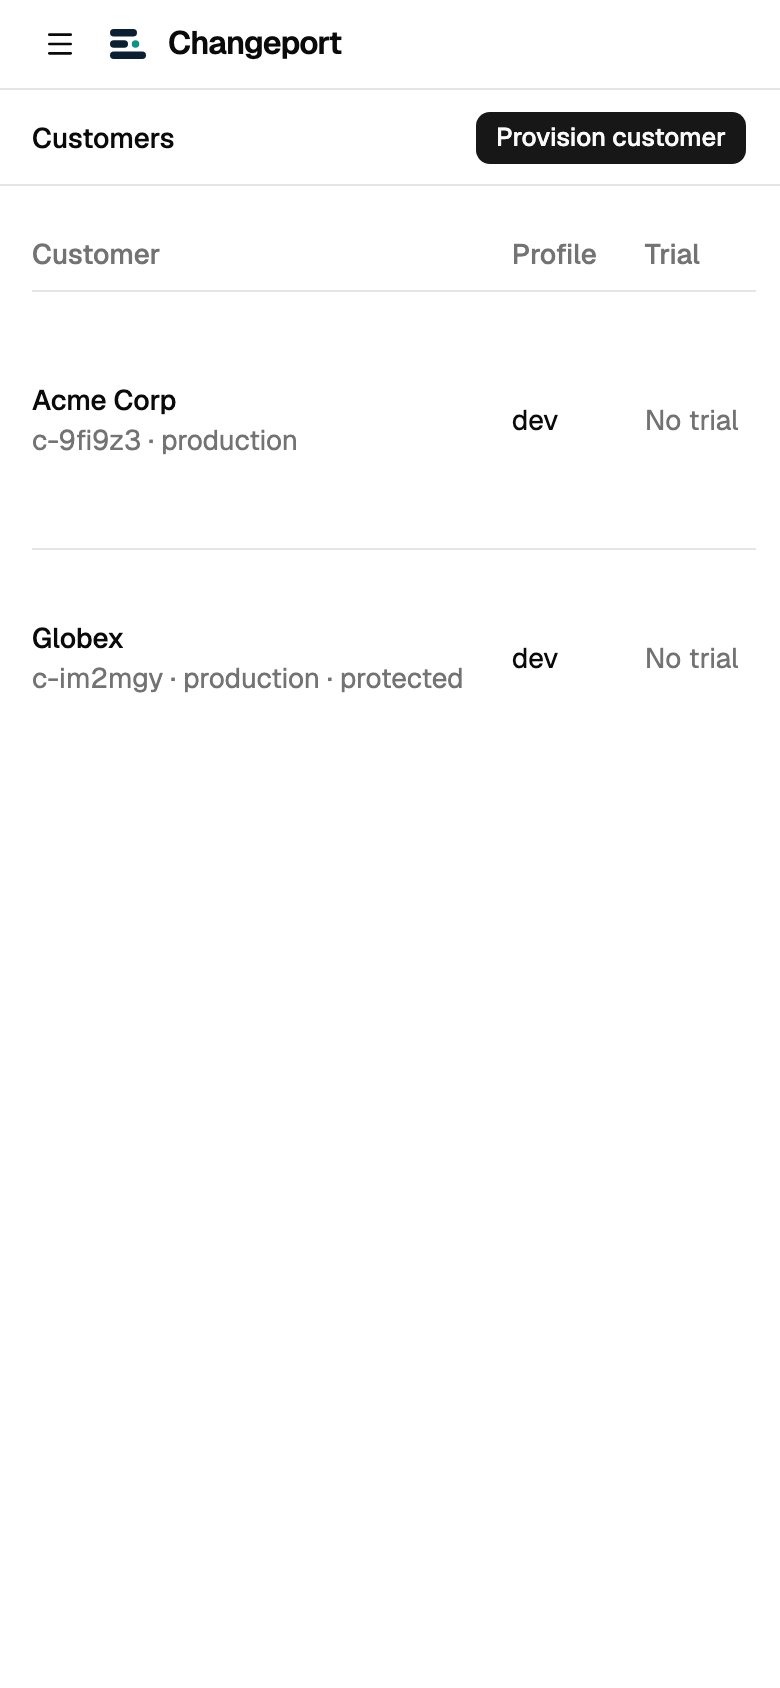 Changeport
Customers
Provision customer
Customer Profile Trial
Acme Corp
c-9fi9z3 · production
dev
No trial
Globex
c-im2mgy · production · protected
dev
No trial